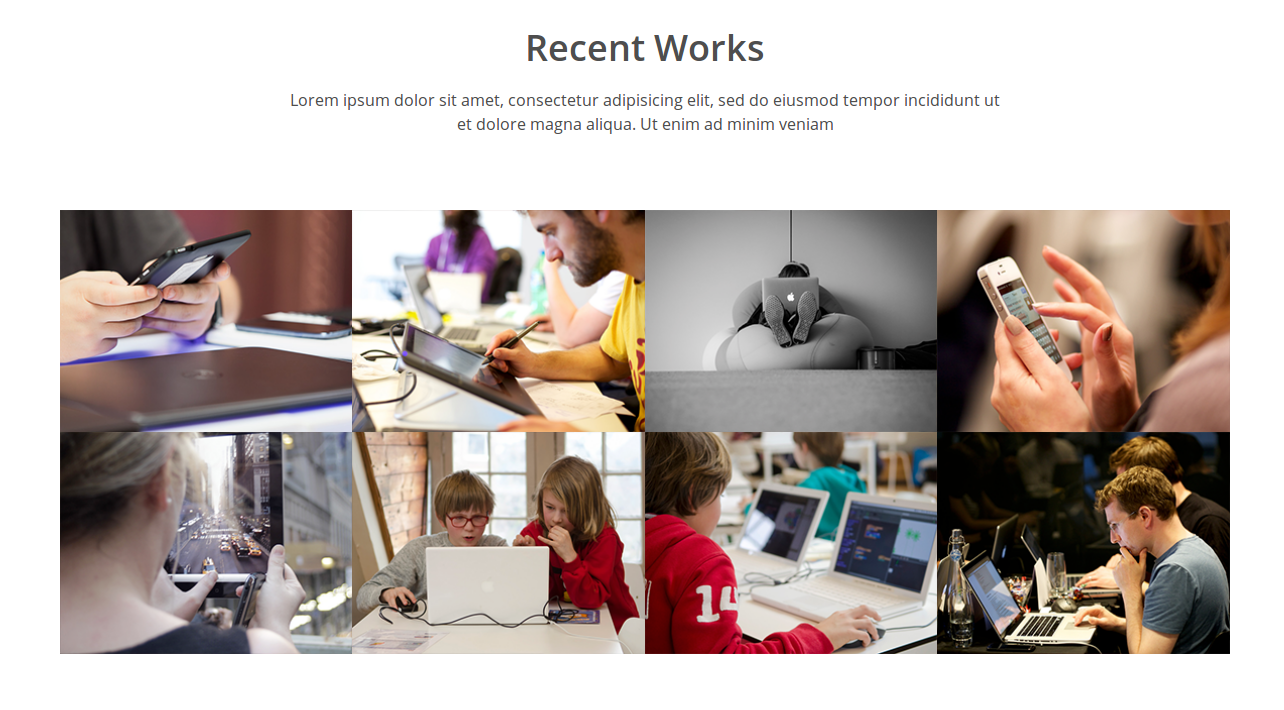 Recent Works
Lorem ipsum dolor sit amet, consectetur adipisicing elit, sed do eiusmod tempor incididunt ut
et dolore magna aliqua. Ut enim ad minim veniam
14